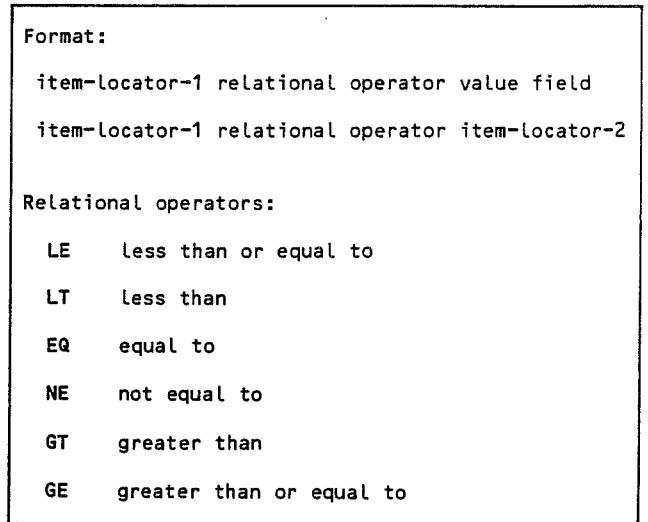 Format:
item-locator-1 relational operator value field
item-locator-1 relational operator item-locator-2
Relational operators:
LE less than or equal to
LT less than
EQ equal to
NE not equal to
GT greater than
GE greater than or equal to